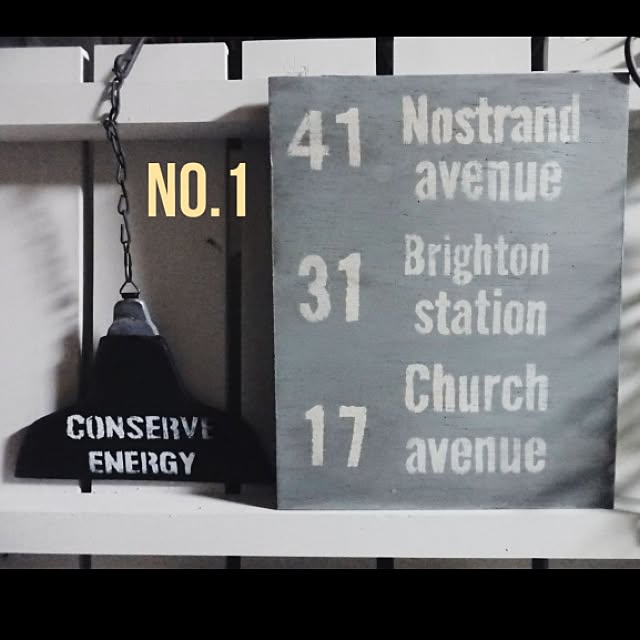 NO.1
CONSERVE
ENERGY
41 Nostrand
avenue
31 Brighton
station
17 Church
avenue